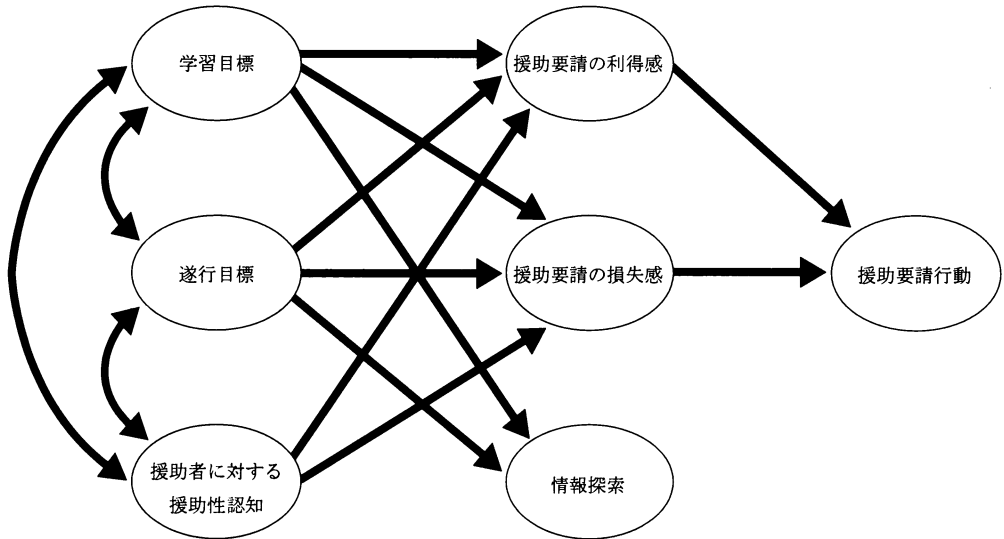 学習目標
援助要請の利得感
遂行目標
援助要請の損失感
援助要請行動
援助者に対する
援助性認知
情報探索